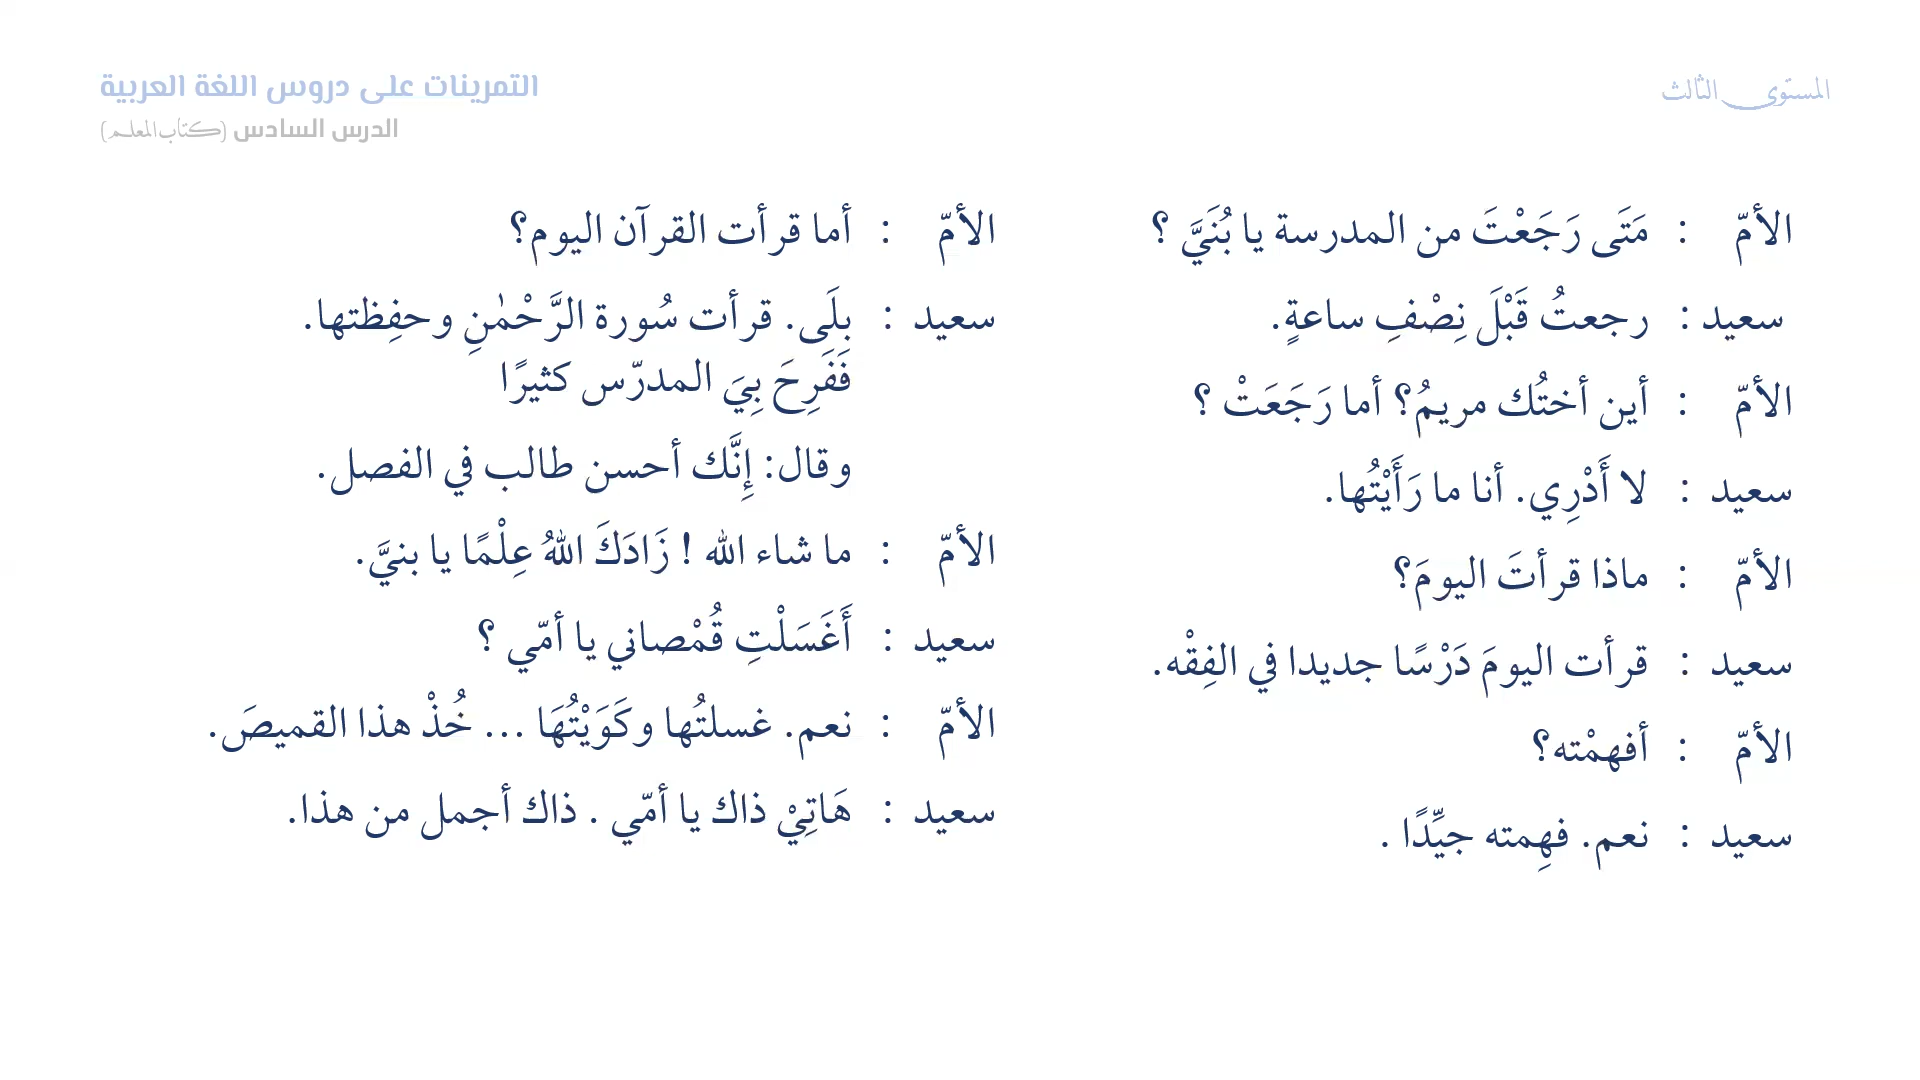 المستوى الثالث
التمرينات على دروس اللغة العربية
الدرس السادس (كتاب المعلم)
الأمّ : مَتَى رَجَعْتَ من المدرسة يا بُنَيَّ ؟
سعيد : رجعتُ قَبْلَ نِصْفِ ساعةٍ.
الأمّ : أين أختُك مريمُ؟ أما رَجَعَتْ ؟
سعيد : لا أَدْرِي. أنا ما رَأَيْتُها.
الأمّ : ماذا قرأتَ اليومَ؟
سعيد : قرأت اليومَ دَرْسًا جديدا في الفِقْه.
الأمّ : أفهمْته؟
سعيد : نعم. فهِمته جيِّدًا .
الأمّ : أما قرأت القرآن اليوم؟
سعيد : بلَى. قرأت سُورة الرَّحْمٰنِ وحفِظتها.
فَفَرِحَ بِيَ المدرّس كثيرًا
وقال: إِنَّك أحسن طالب في الفصل.
الأمّ : ما شاء الله ! زَادَكَ اللهُ عِلْمًا يا بنيَّ.
سعيد : أَغَسَلْتِ قُمْصاني يا أمّي ؟
الأمّ : نعم. غسلتُها وكَوَيْتُهَا ... خُذْ هذا القميصَ.
سعيد : هَاتِيْ ذاك يا أمّي . ذاك أجمل من هذا.